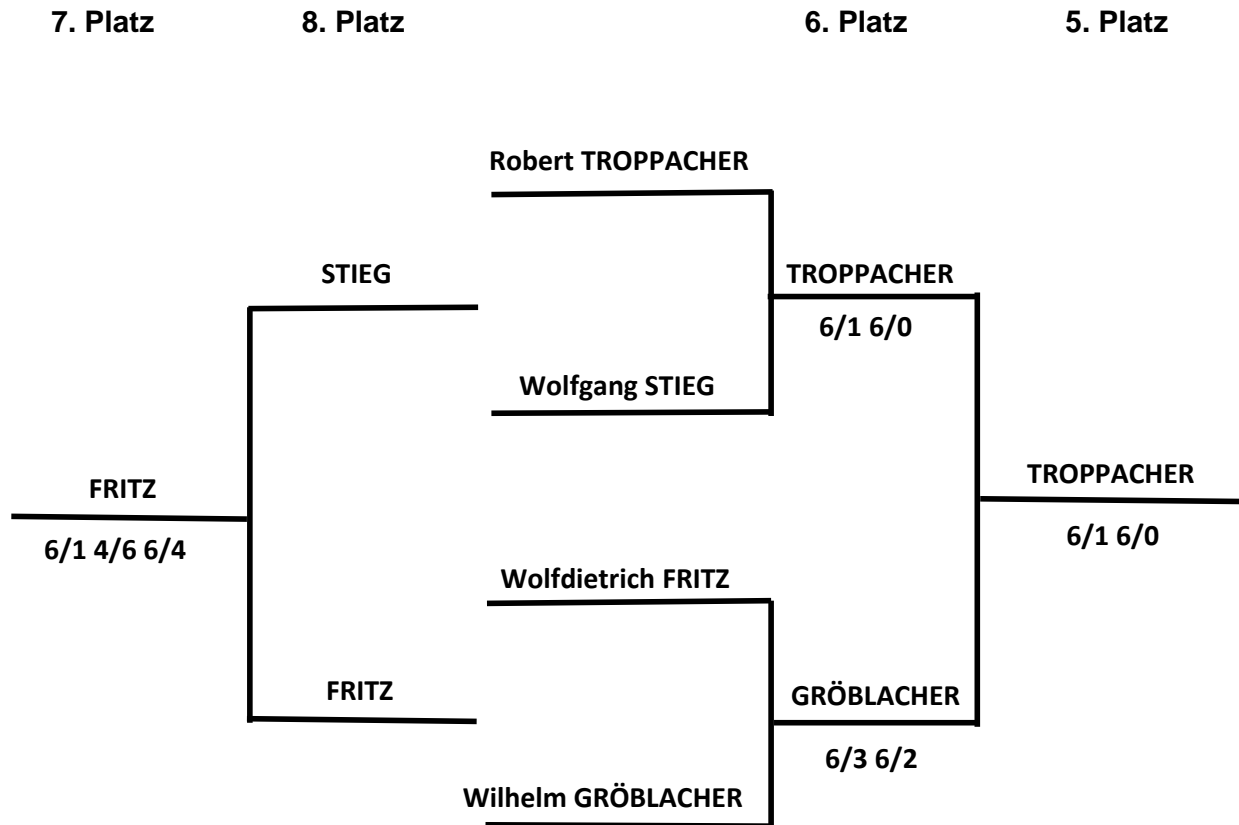 7. Platz 8. Platz 6. Platz 5. Platz
Robert TROPPACHER
STIEG TROPPACHER
6/1 6/0
Wolfgang STIEG
FRITZ TROPPACHER
6/1 4/6 6/4 6/1 6/0
Wolfdietrich FRITZ
FRITZ GRÖBLACHER
6/3 6/2
Wilhelm GRÖBLACHER